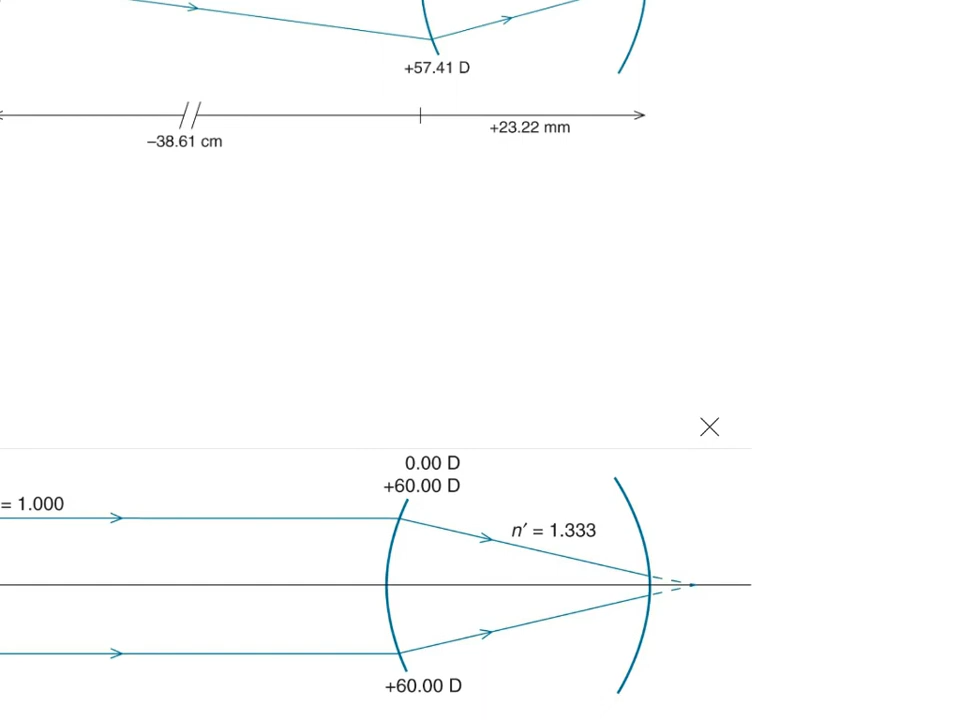 +57.41 D
+23.22 mm
–38.61 cm
0.00 D
+60.00 D
= 1.000
n′ = 1.333
+60.00 D